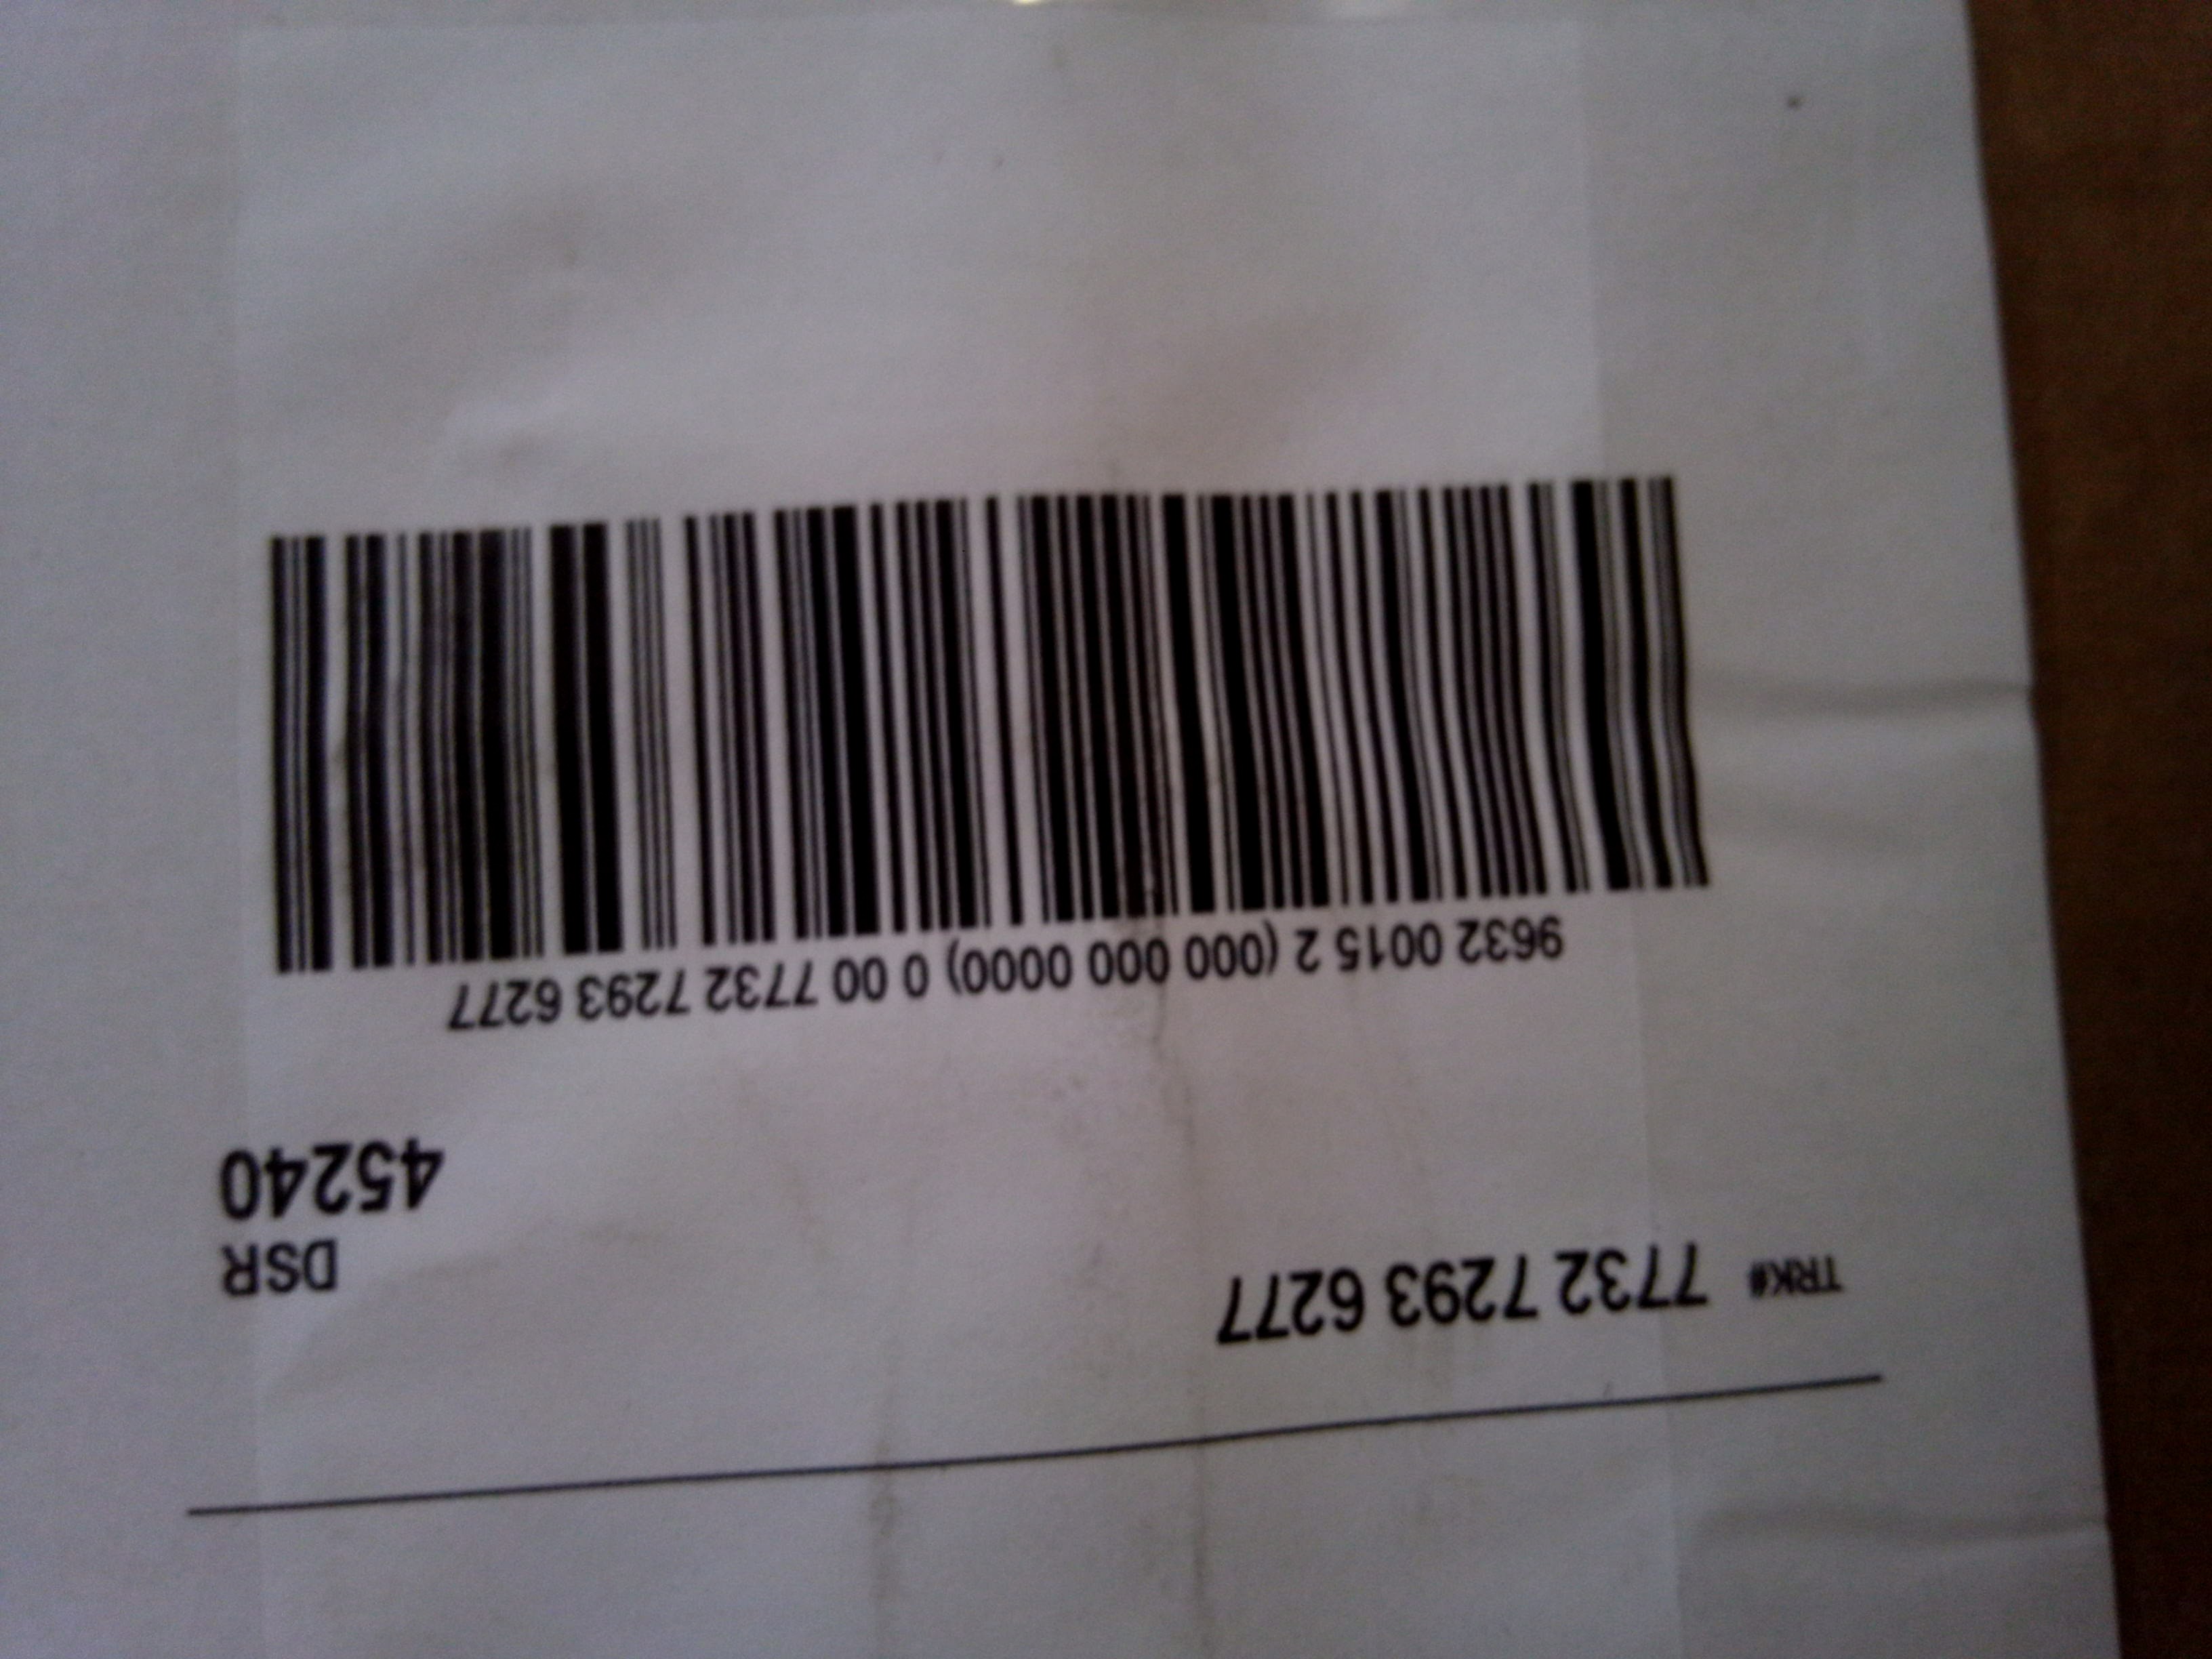 TRK# 7732 7293 6277
DSR
45240
9632 0015 2 (000 000 0000) 0 00 7732 7293 6277